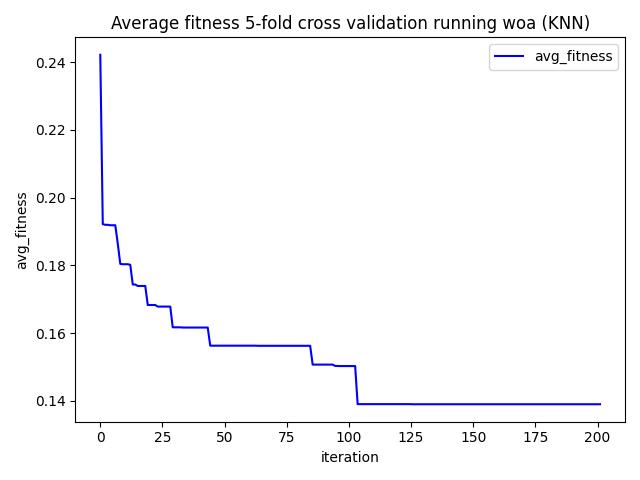 Average fitness 5-fold cross validation running woa (KNN)
avg_fitness
0.24
0.22
0.20
0.18
0.16
0.14
avg_fitness
0 25 50 75 100 125 150 175 200
iteration